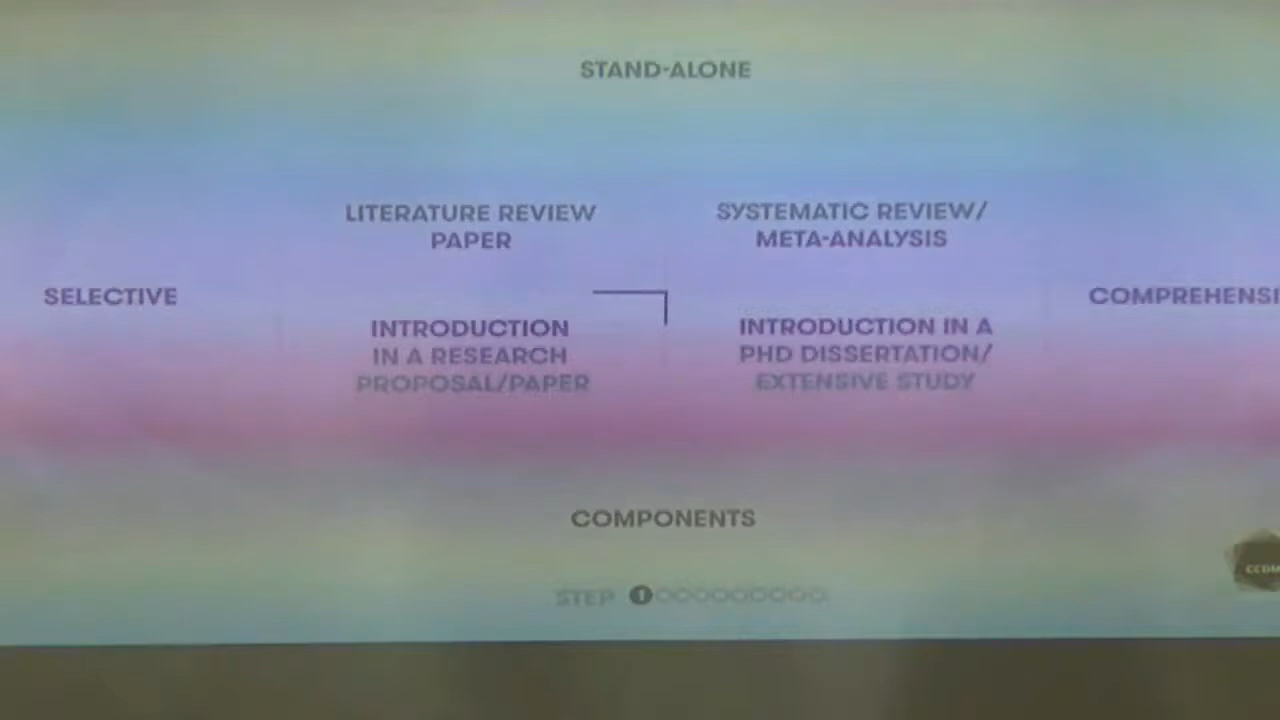 STAND-ALONE
LITERATURE REVIEW
PAPER
SYSTEMATIC REVIEW/
META-ANALYSIS
SELECTIVE
COMPREHENSI
INTRODUCTION
IN A RESEARCH
PROPOSAL/PAPER
INTRODUCTION IN A
PHD DISSERTATION/
EXTENSIVE STUDY
COMPONENTS
STEP 1